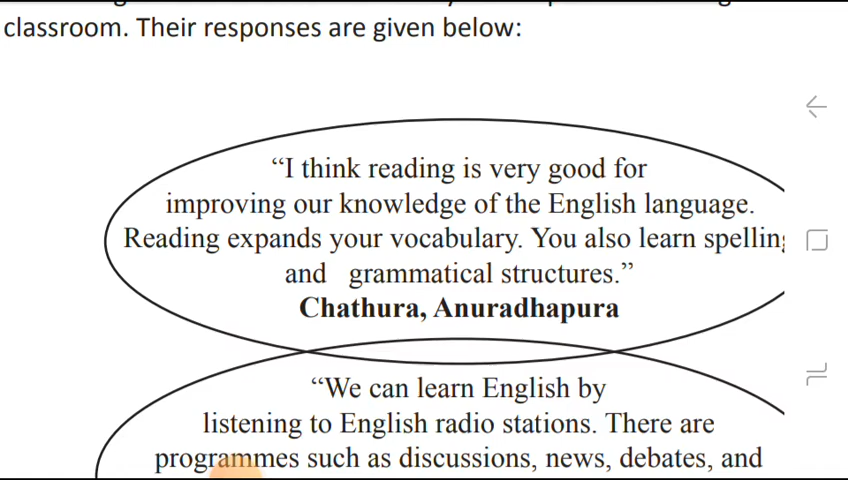 classroom. Their responses are given below:
“I think reading is very good for
improving our knowledge of the English language.
Reading expands your vocabulary. You also learn spelling
and grammatical structures.”
Chathura, Anuradhapura
“We can learn English by
listening to English radio stations. There are
programmes such as discussions, news, debates, and